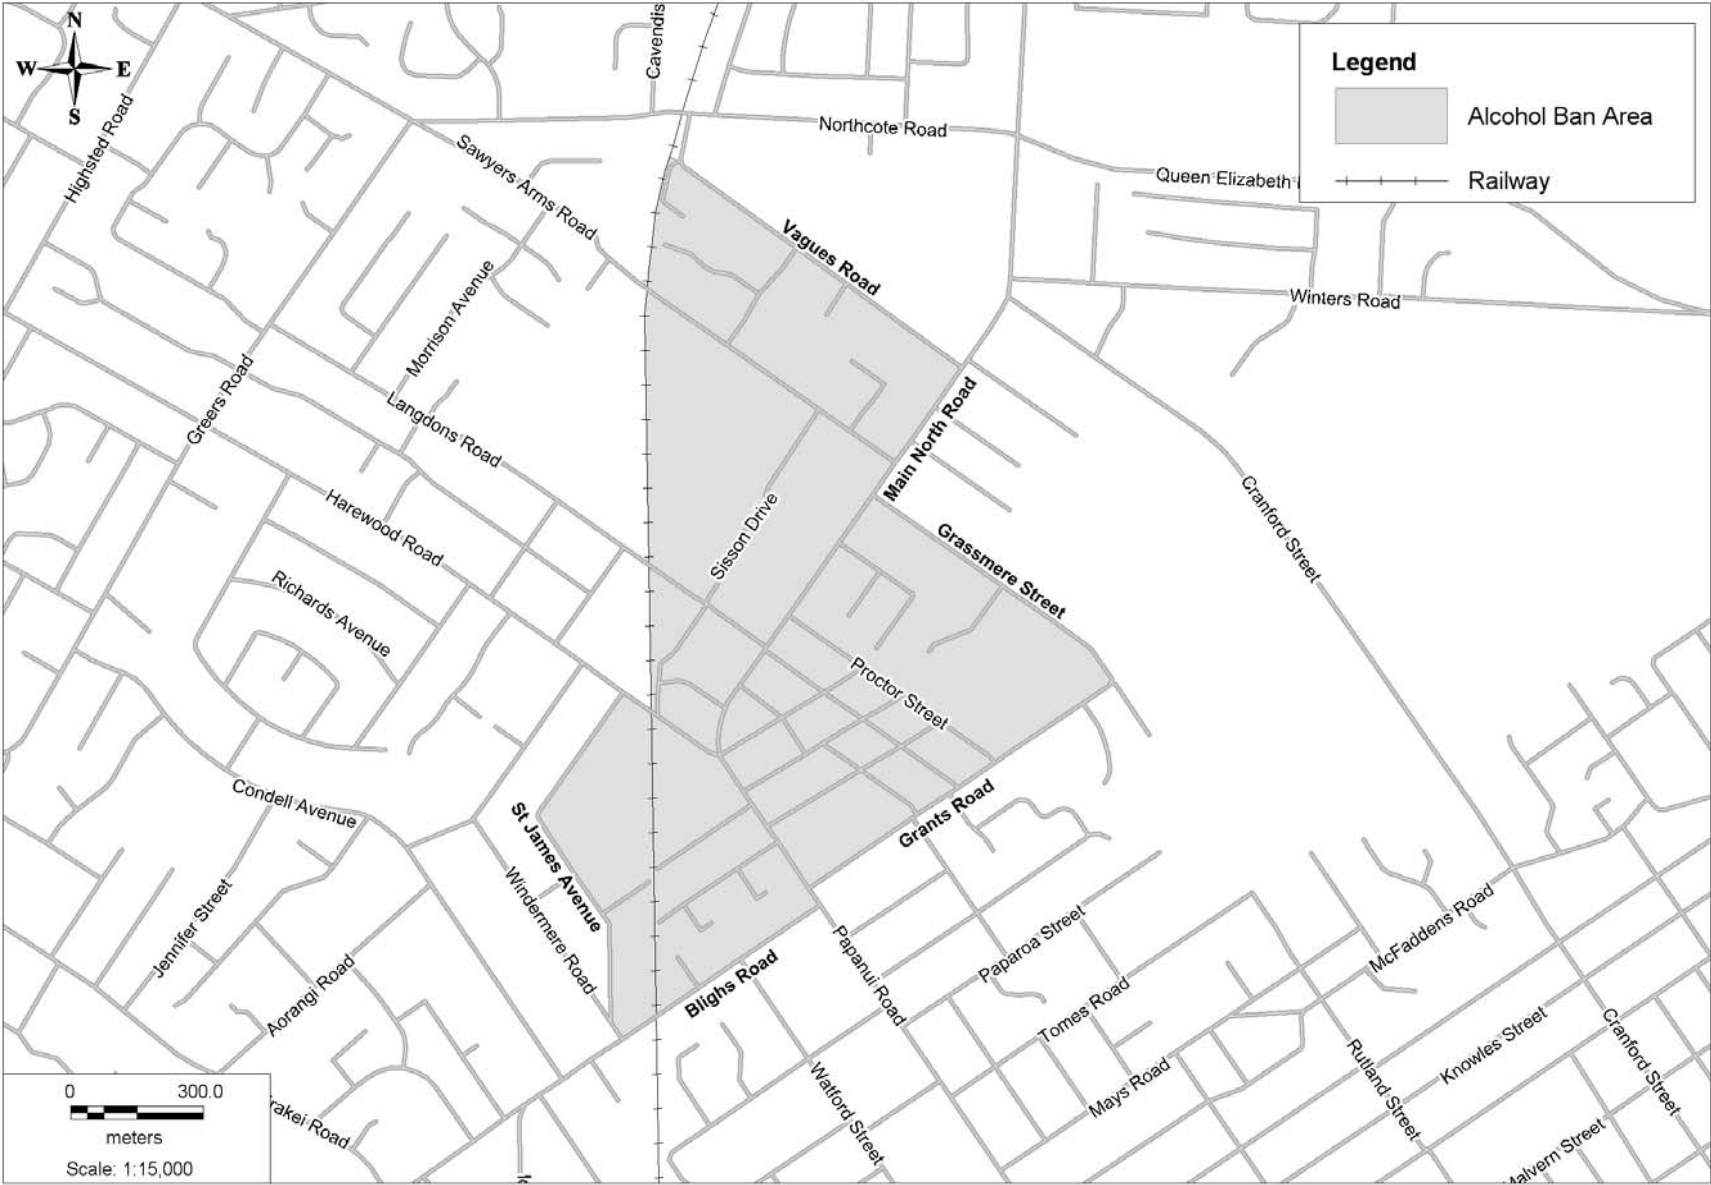 N
W E
S
Cavendis
Legend
Alcohol Ban Area
Railway
Highsted Road
Northcote Road
Sawyers Arms Road
Queen Elizabeth
Vagues Road
Winters Road
Morrison Avenue
Greers Road
Langdons Road
Main North Road
Harewood Road
Sisson Drive
Cranford Street
Grassmere Street
Richards Avenue
Proctor Street
Condell Avenue
St James Avenue
Grants Road
Windermere Road
Jennifer Street
Paparoa Street
McFaddens Road
Aorangi Road
Blighs Road
Papanui Road
Tomes Road
Knowles Street
Cranford Street
Rutland Street
Mays Road
Watford Street
rakei Road
Malvern Street
0 300.0
meters
Scale: 1:15,000